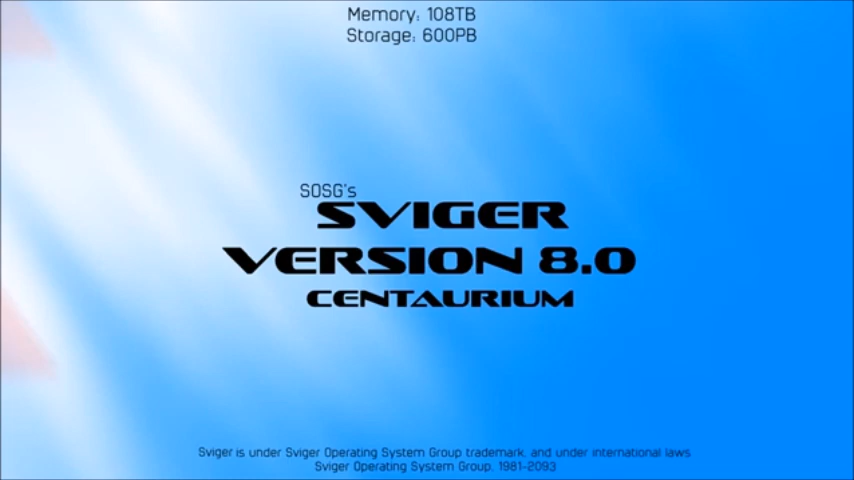 Memory: 108TB
Storage: 600PB
SOSG's
SVIGER
VERSION 8.0
CENTAURIUM
Sviger is under Sviger Operating System Group trademark, and under international laws
Sviger Operating System Group, 1981-2093